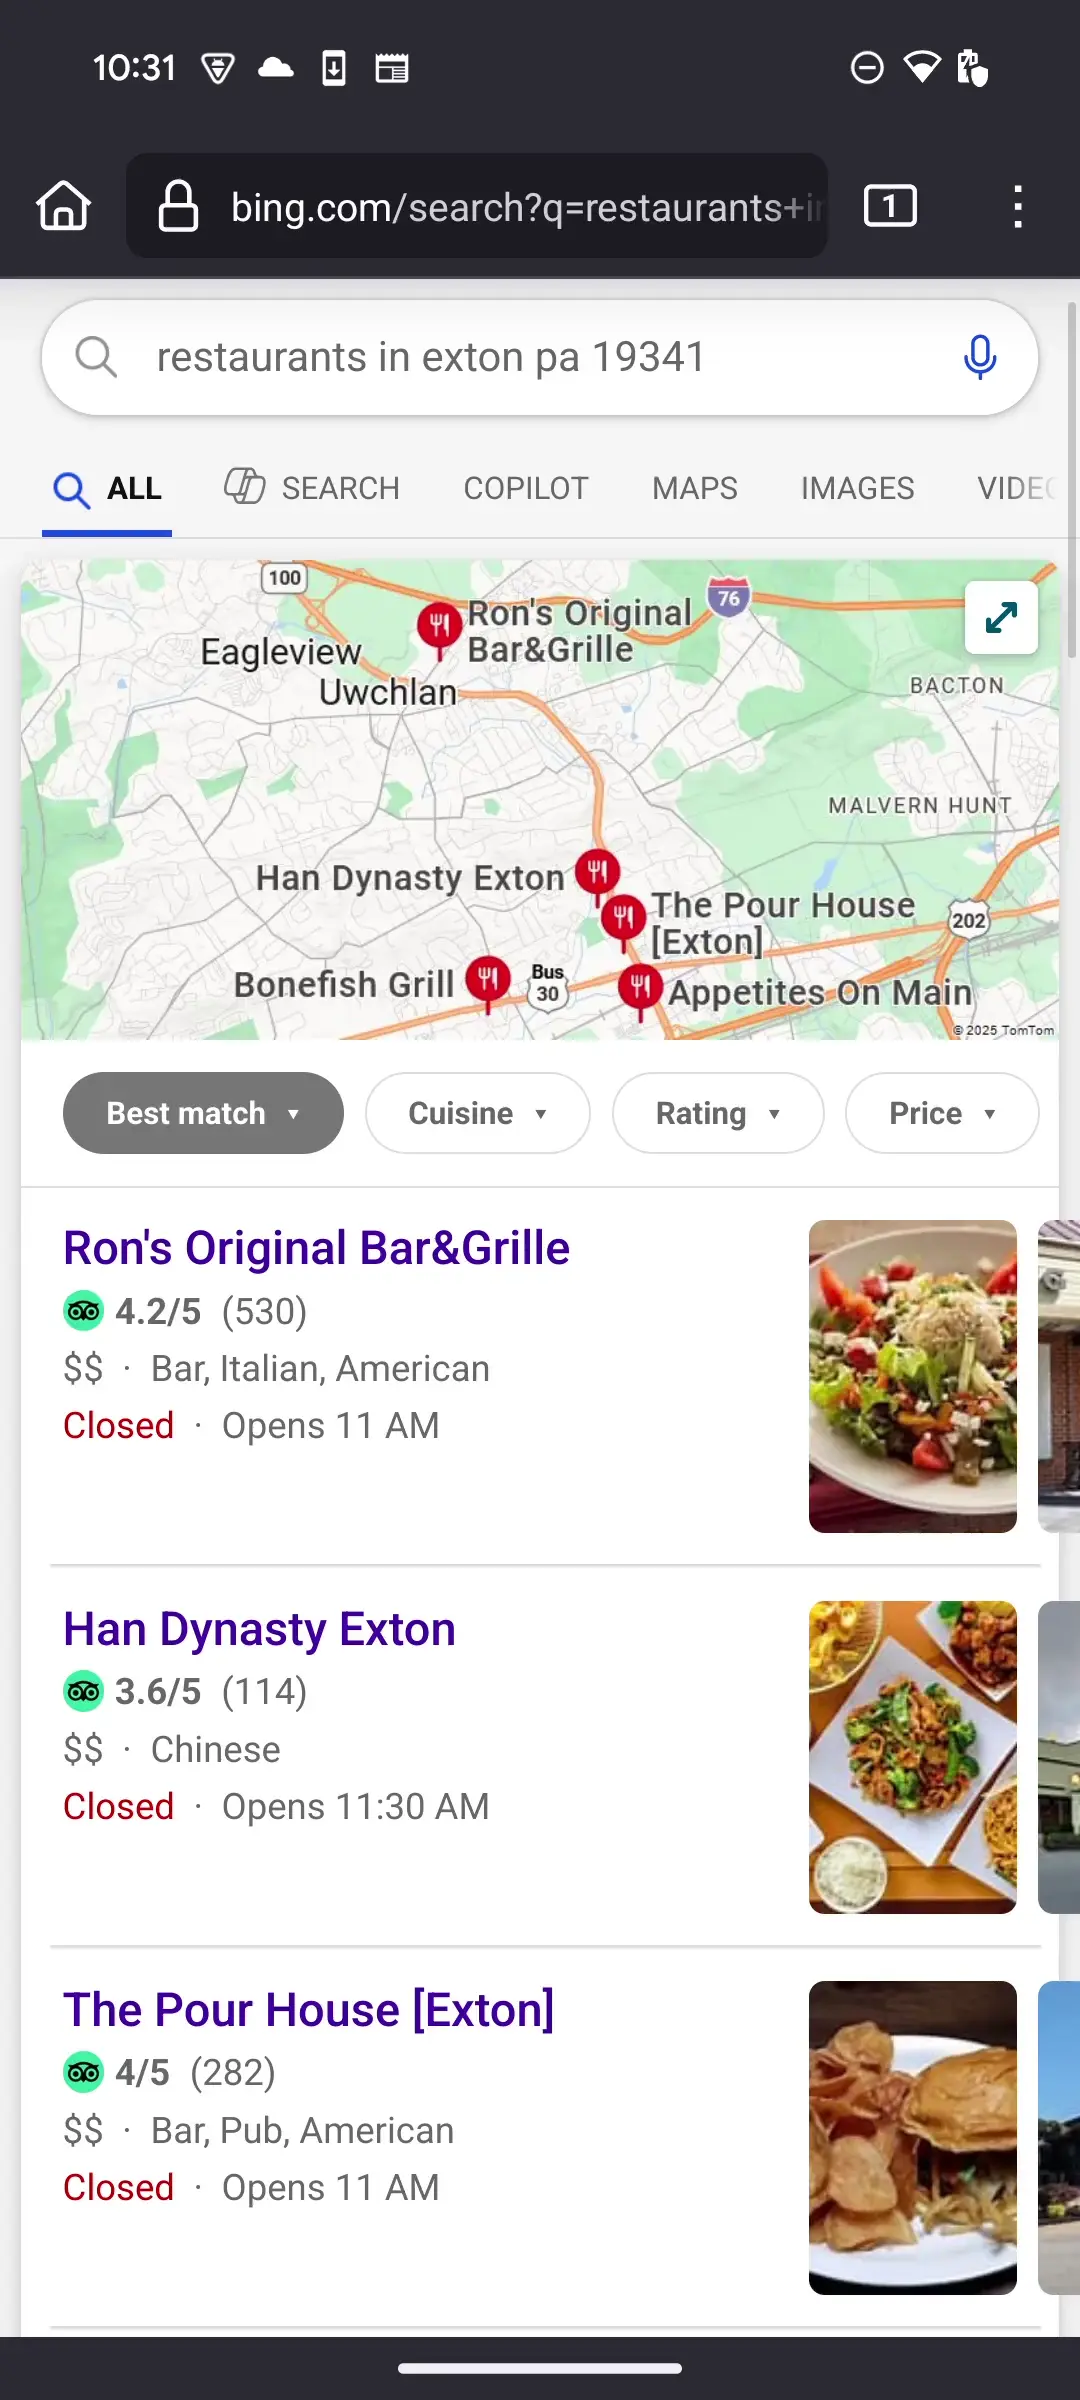 10:31
bing.com/search?q=restaurants+in
1
restaurants in exton pa 19341
ALL SEARCH COPILOT MAPS IMAGES VIDEO
100
Ron's Original
Bar&Grille
76
Eagleview
Uwchlan
BACTON
MALVERN HUNT
Han Dynasty Exton
The Pour House
[Exton]
202
Bonefish Grill
Bus
30
Appetites On Main
© 2025 TomTom
Best match ▼ Cuisine ▼ Rating ▼ Price ▼
Ron's Original Bar&Grille
4.2/5 (530)
$$ · Bar, Italian, American
Closed · Opens 11 AM
Han Dynasty Exton
3.6/5 (114)
$$ · Chinese
Closed · Opens 11:30 AM
The Pour House [Exton]
4/5 (282)
$$ · Bar, Pub, American
Closed · Opens 11 AM